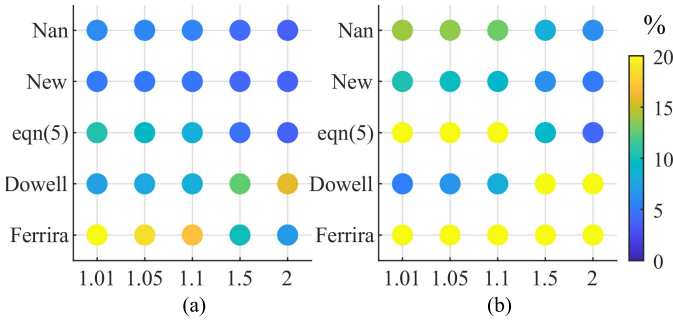 Nan
New
eqn(5)
Dowell
Ferrira
1.01 1.05 1.1 1.5 2
(a)
Nan
New
eqn(5)
Dowell
Ferrira
1.01 1.05 1.1 1.5 2
(b)
%
20
15
10
5
0